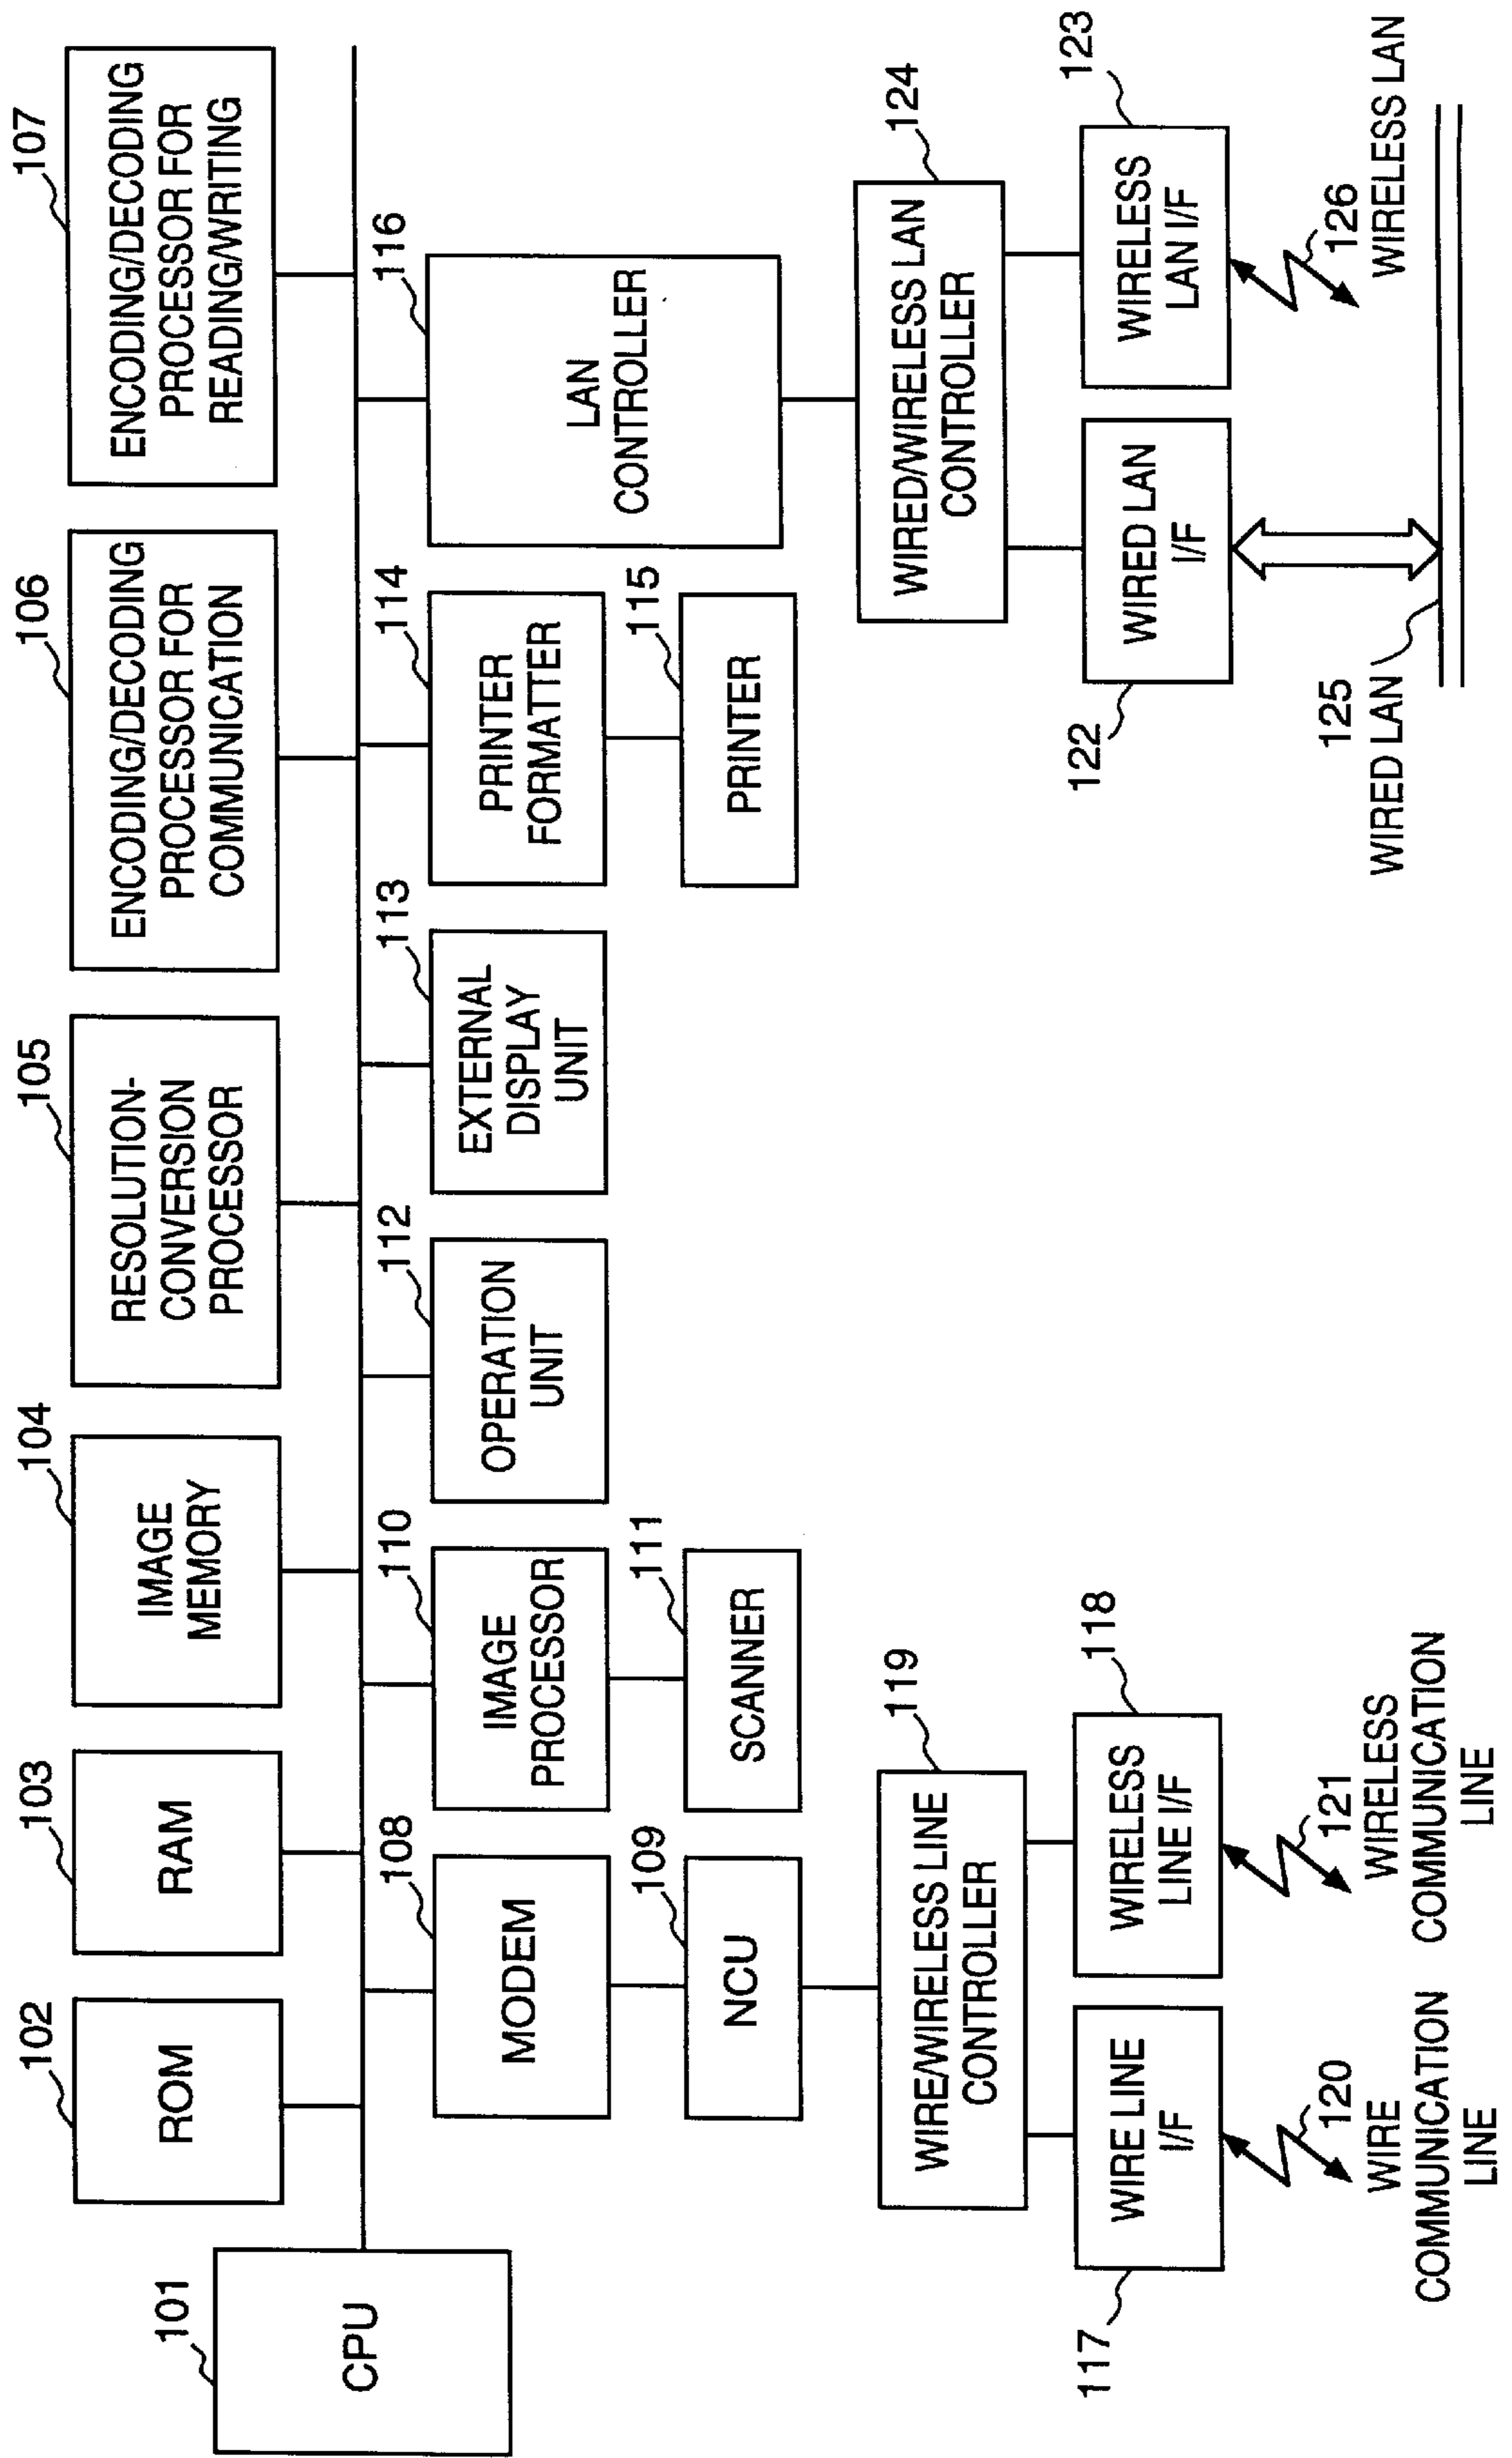 101
CPU
102
ROM
103
RAM
104
IMAGE
MEMORY
105
RESOLUTION-
CONVERSION
PROCESSOR
106
ENCODING/DECODING
PROCESSOR FOR
COMMUNICATION
107
ENCODING/DECODING
PROCESSOR FOR
READING/WRITING
108
MODEM
109
NCU
110
IMAGE
PROCESSOR
111
SCANNER
112
OPERATION
UNIT
113
EXTERNAL
DISPLAY
UNIT
114
PRINTER
FORMATTER
115
PRINTER
116
LAN
CONTROLLER
119
WIRE/WIRELESS LINE
CONTROLLER
117
WIRE LINE
I/F
118
WIRELESS
LINE I/F
120
WIRE
COMMUNICATION
LINE
121
WIRELESS
COMMUNICATION
LINE
124
WIRED/WIRELESS LAN
CONTROLLER
122
WIRED LAN
I/F
123
WIRELESS
LAN I/F
125
WIRED LAN
126
WIRELESS LAN